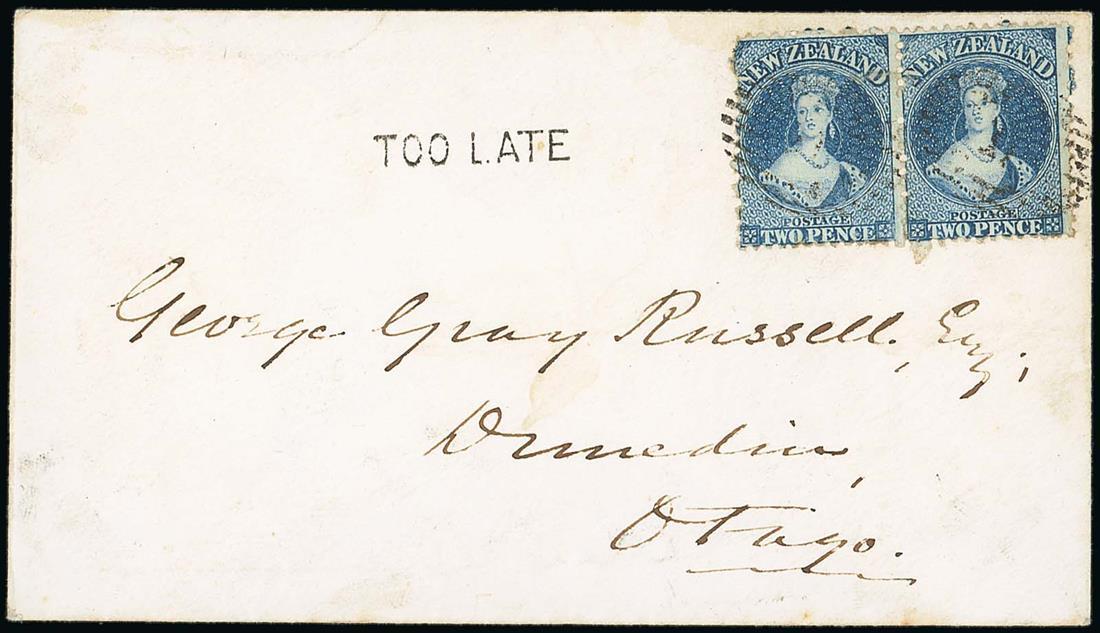 NEW ZEALAND
POSTAGE
TWO PENCE
NEW ZEALAND
POSTAGE
TWO PENCE
TOO LATE
George Gray Russell, Esq;
Dunedin,
Otago.